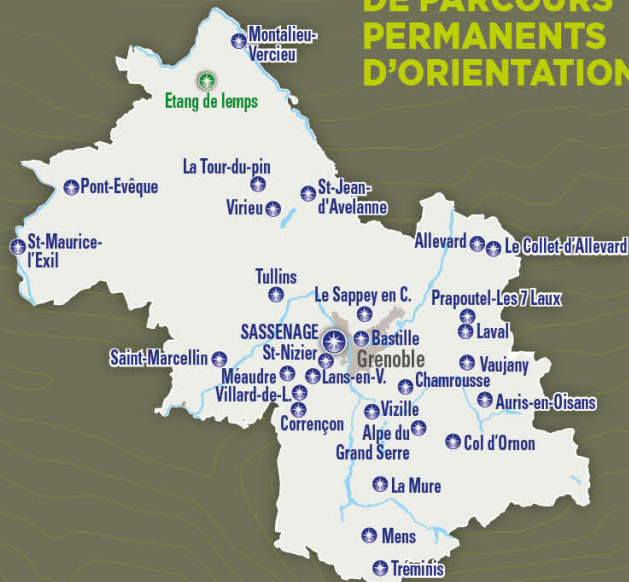 DE PARCOURS
PERMANENTS
D'ORIENTATION
Montalieu-
Vercieu
Etang de lemps
La Tour-du-pin
Pont-Evêque
St-Jean-
d'Avelanne
Virieu
St-Maurice-
l'Exil
Allevard
Le Collet-d'Allevard
Tullins
Le Sappey en C.
Prapoutel-Les 7 Laux
SASSENAGE
Bastille
Laval
St-Nizier
Grenoble
Saint-Marcellin
Vaujany
Méaudre
Lans-en-V.
Chamrousse
Villard-de-L.
Auris-en-Oisans
Vizille
Corrençon
Alpe du
Grand Serre
Col d'Ornon
La Mure
Mens
Tréminis